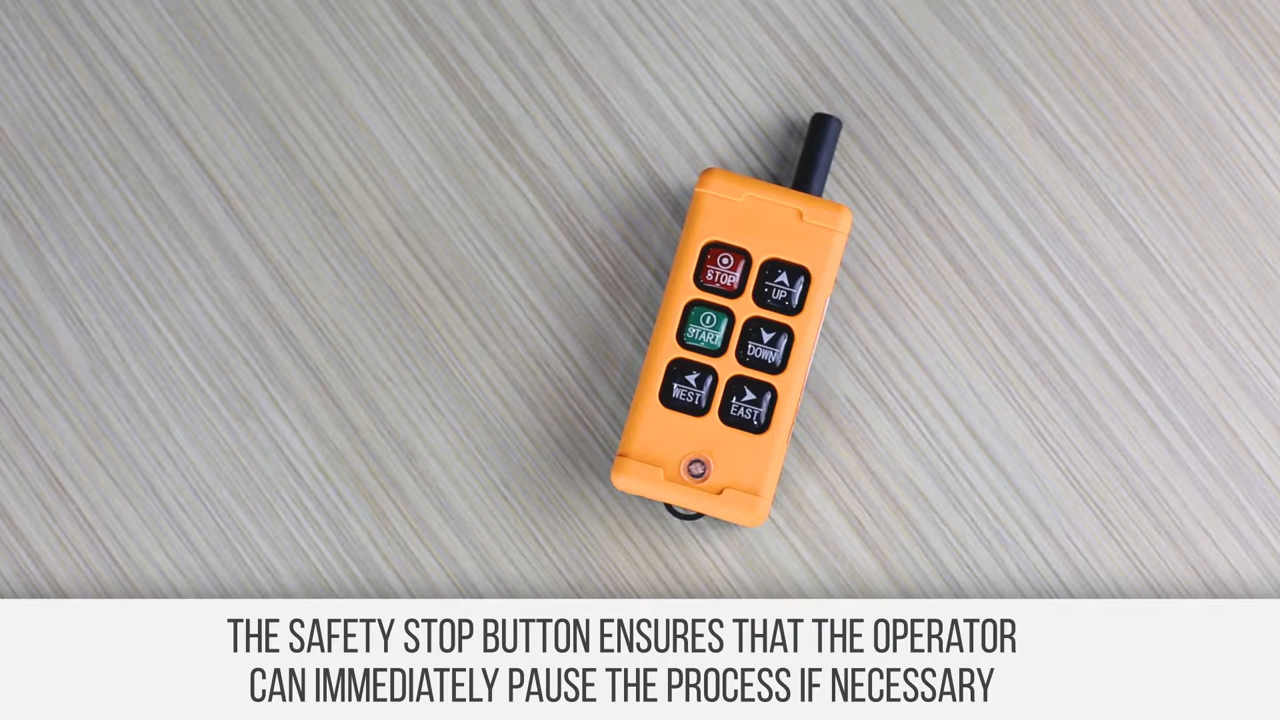 STOP
UP
START
DOWN
WEST
EAST
THE SAFETY STOP BUTTON ENSURES THAT THE OPERATOR
CAN IMMEDIATELY PAUSE THE PROCESS IF NECESSARY